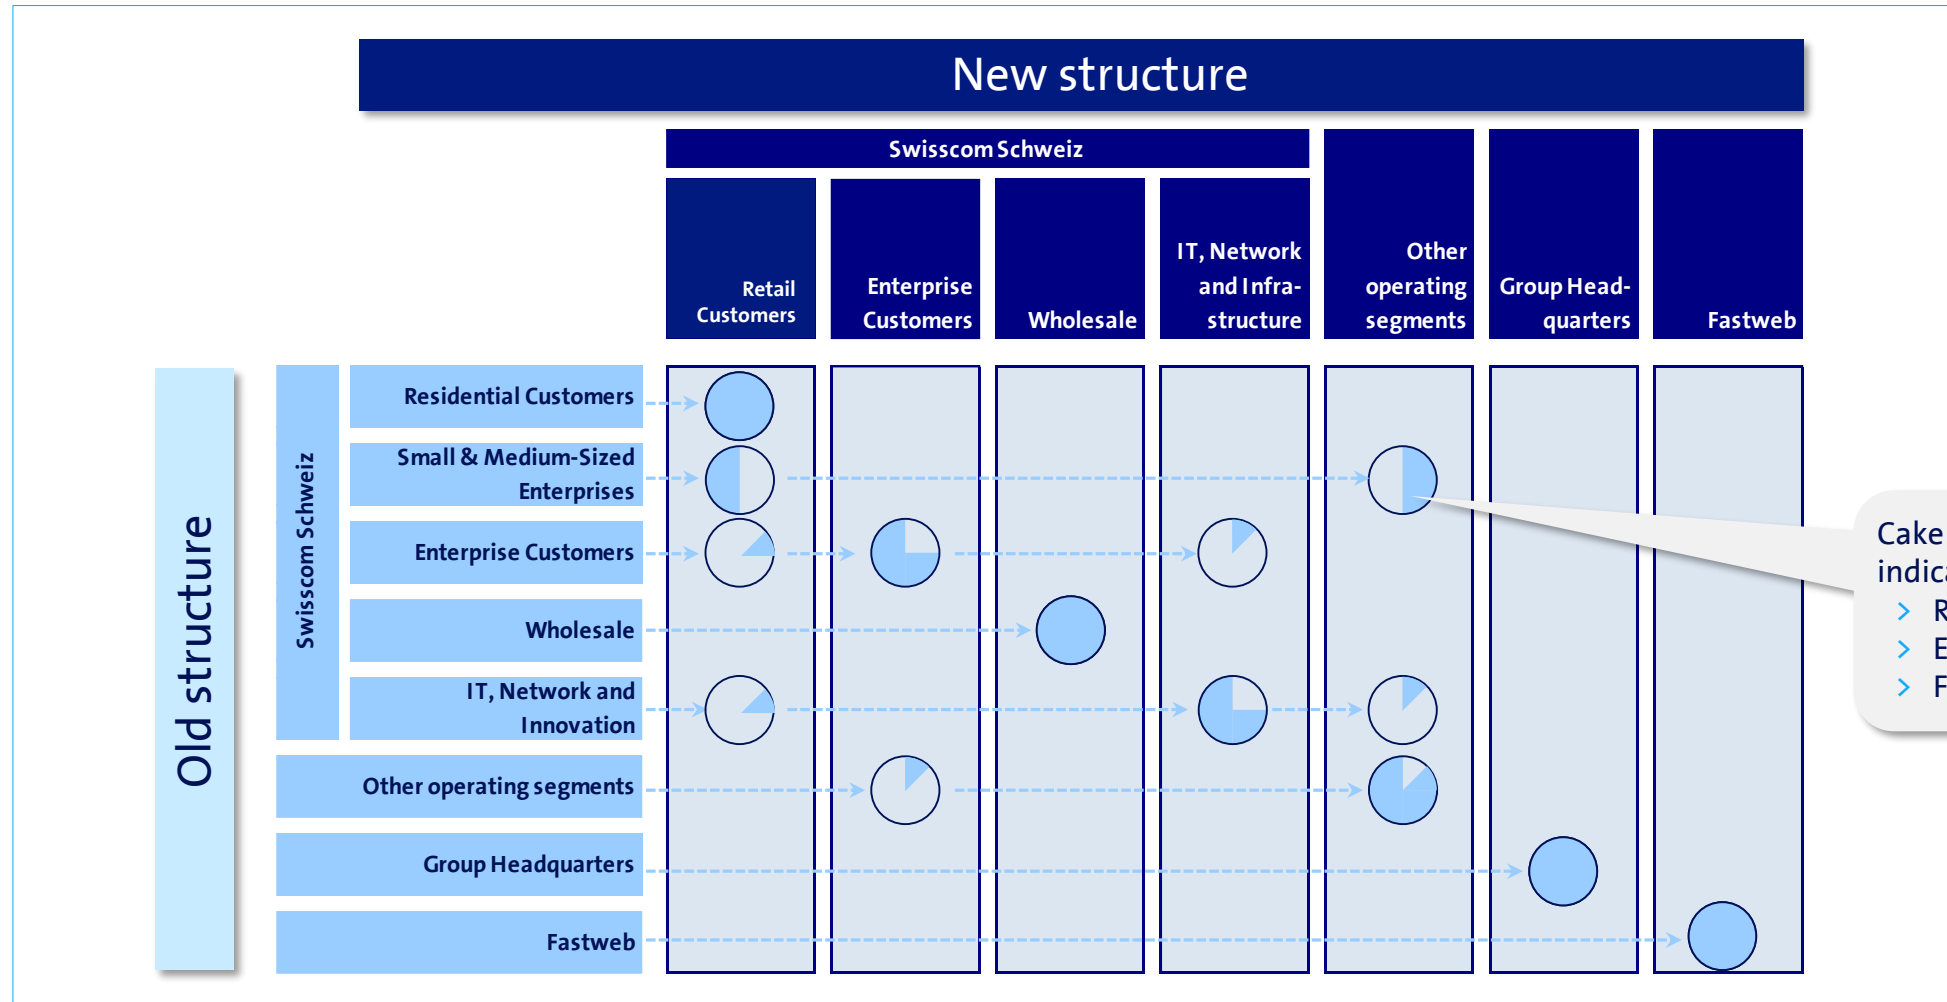 New structure
Swisscom Schweiz
Retail
Customers
Enterprise
Customers
Wholesale
IT, Network
and Infra-
structure
Other
operating
segments
Group Head-
quarters
Fastweb
Old structure
Swisscom Schweiz
Residential Customers
Small & Medium-Sized
Enterprises
Enterprise Customers
Wholesale
IT, Network and
Innovation
Other operating segments
Group Headquarters
Fastweb
Cake